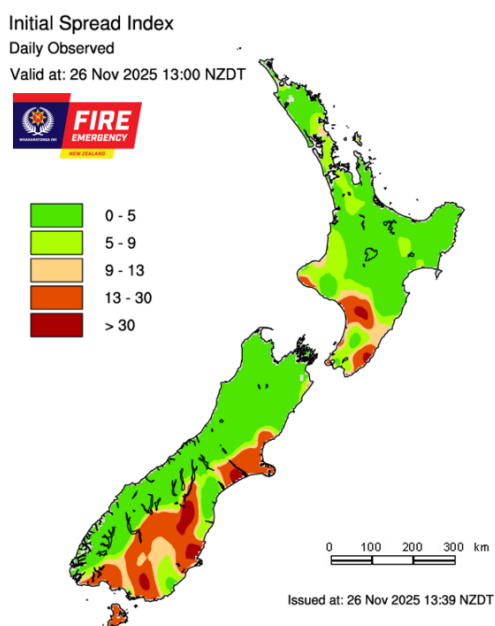 Initial Spread Index
Daily Observed
Valid at: 26 Nov 2025 13:00 NZDT
FIRE
EMERGENCY
NEW ZEALAND
0 - 5
5 - 9
9 - 13
13 - 30
> 30
0 100 200 300 km
Issued at: 26 Nov 2025 13:39 NZDT